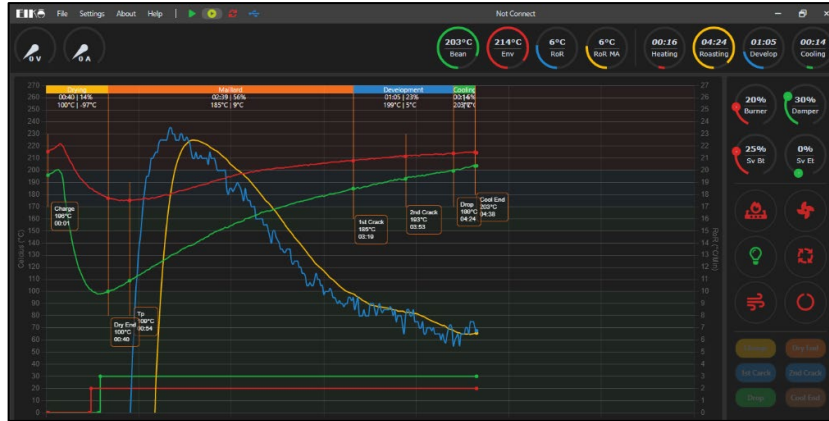 EIKO File Settings About Help Not Connect
0 V 0 A 203°C Bean 214°C Env 6°C RoR 6°C RoR MA 00:16 Heating 04:24 Roasting 01:05 Develop 00:14 Cooling
Drying Maillard Development Cooling
00:40 | 14% 02:39 | 56% 01:05 | 23%
100°C | -97°C 185°C | 9°C 199°C | 5°C
270 260 250 240 230 220 210 200 190 180 170 160 150 140 130 120 110 100 90 80 70 60 50 40 30 20 10 0
Celsius (°C)
27 26 25 24 23 22 21 20 19 18 17 16 15 14 13 12 11 10 9 8 7 6 5 4 3 2 1 0
RoR (°C/Min)
Charge
196°C
00:01
Dry End
100°C
00:40
Tp
100°C
00:54
1st Crack
185°C
03:19
2nd Crack
193°C
03:53
Drop
199°C
04:24
Cool End
203°C
04:38
20% Burner 30% Damper
25% Sv Bt 0% Sv Et
Charge Dry End
1st Carck 2nd Crack
Drop Cool End